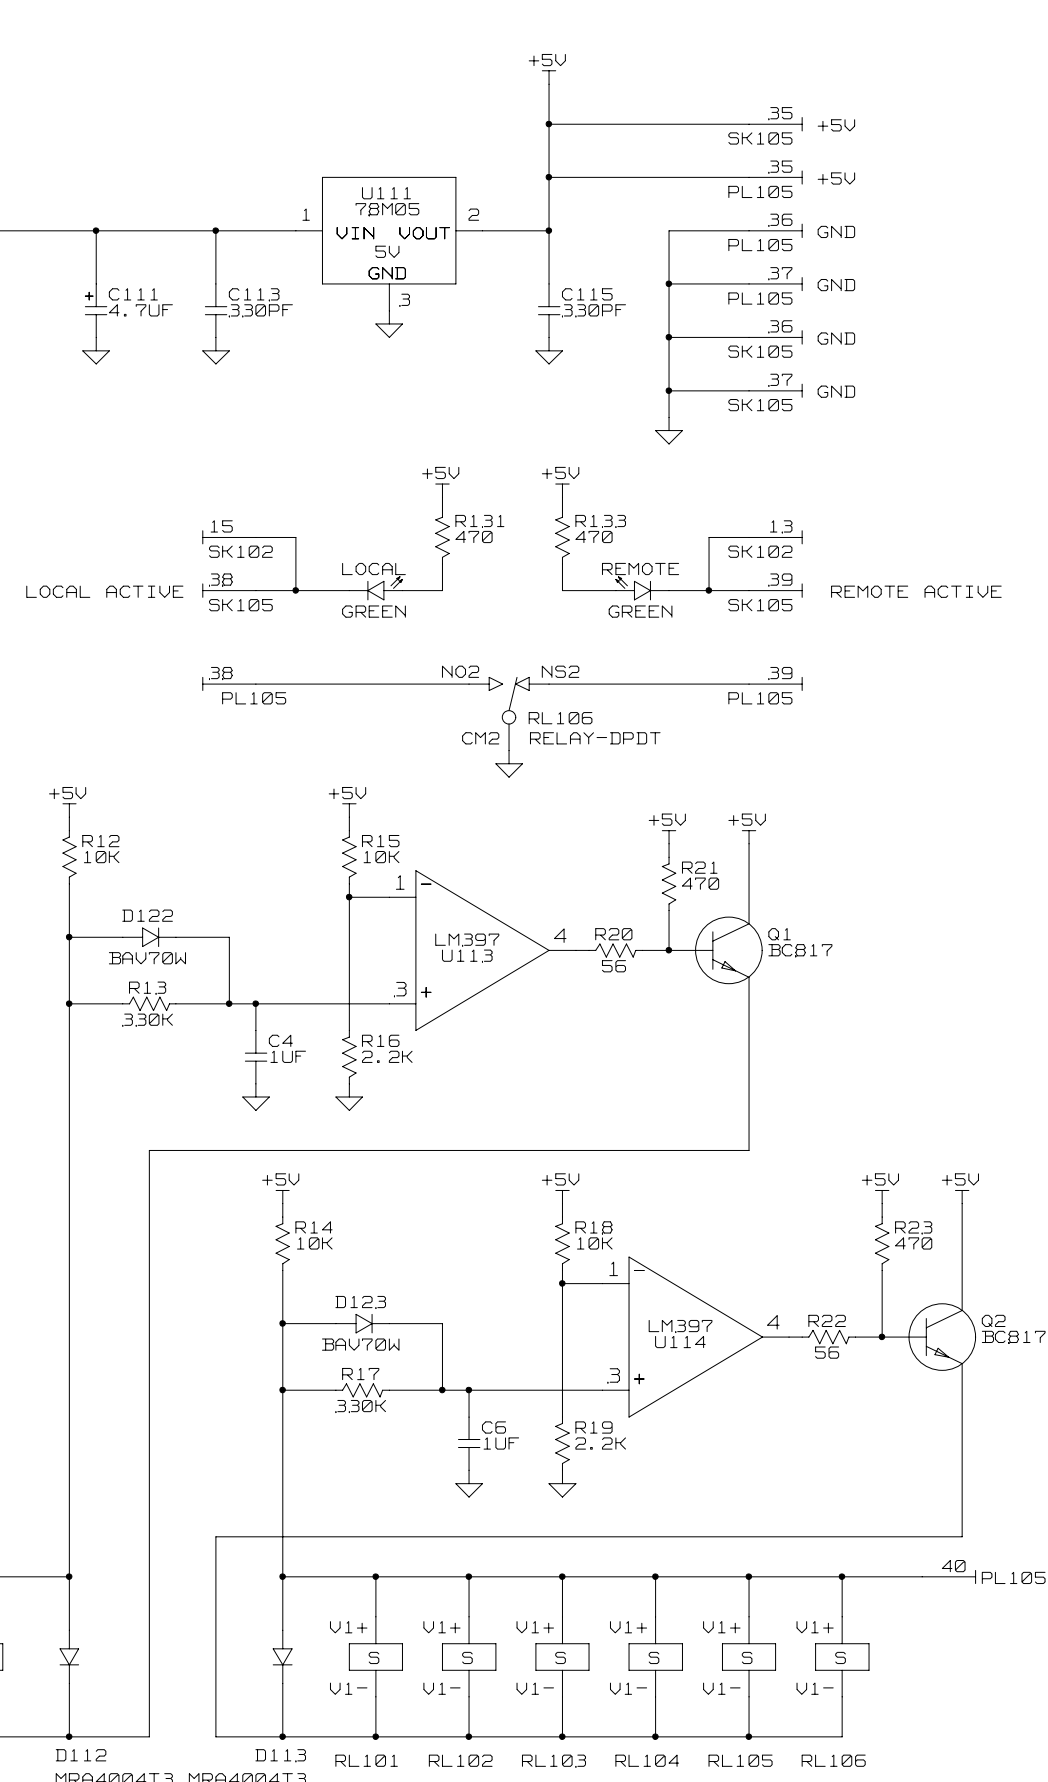 +5V
35
SK105
+5V
35
PL105
+5V
36
PL105
GND
37
PL105
GND
36
SK105
GND
37
SK105
GND
U111
78M05
1
VIN VOUT
2
5V
GND
3
+
C111
4.7UF
C113
330PF
C115
330PF
+5V
R131
470
+5V
R133
470
15
SK102
LOCAL
LOCAL ACTIVE
38
SK105
GREEN
REMOTE
GREEN
13
SK102
39
SK105
REMOTE ACTIVE
38
PL105
NO2
NS2
39
PL105
RL106
CM2
RELAY-DPDT
+5V
R12
10K
+5V
R15
10K
+5V
R21
470
+5V
D122
BAV70W
R13
330K
C4
1UF
R16
2.2K
1
-
3
+
LM397
U113
4
R20
56
Q1
BC817
+5V
R14
10K
+5V
R18
10K
+5V
R23
470
+5V
D123
BAV70W
R17
330K
C6
1UF
R19
2.2K
1
-
3
+
LM397
U114
4
R22
56
Q2
BC817
40
PL105
V1+
V1+
V1+
V1+
V1+
V1+
S
S
S
S
S
S
V1-
V1-
V1-
V1-
V1-
V1-
D112
MRA4004T3
D113
MRA4004T3
RL101
RL102
RL103
RL104
RL105
RL106